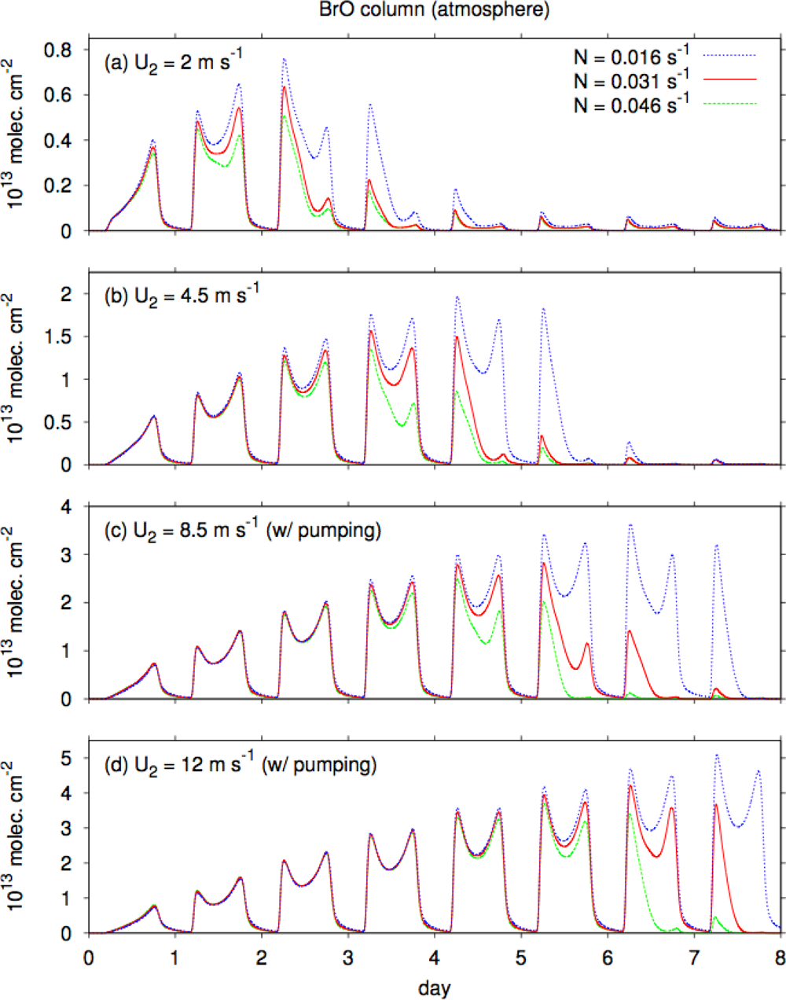 BrO column (atmosphere)
(a) U2 = 2 m s-1
N = 0.016 s-1
N = 0.031 s-1
N = 0.046 s-1
10^13 molec. cm-2
0.8
0.6
0.4
0.2
0
(b) U2 = 4.5 m s-1
10^13 molec. cm-2
2
1.5
1
0.5
0
(c) U2 = 8.5 m s-1 (w/ pumping)
10^13 molec. cm-2
4
3
2
1
0
(d) U2 = 12 m s-1 (w/ pumping)
10^13 molec. cm-2
5
4
3
2
1
0
0 1 2 3 4 5 6 7 8
day